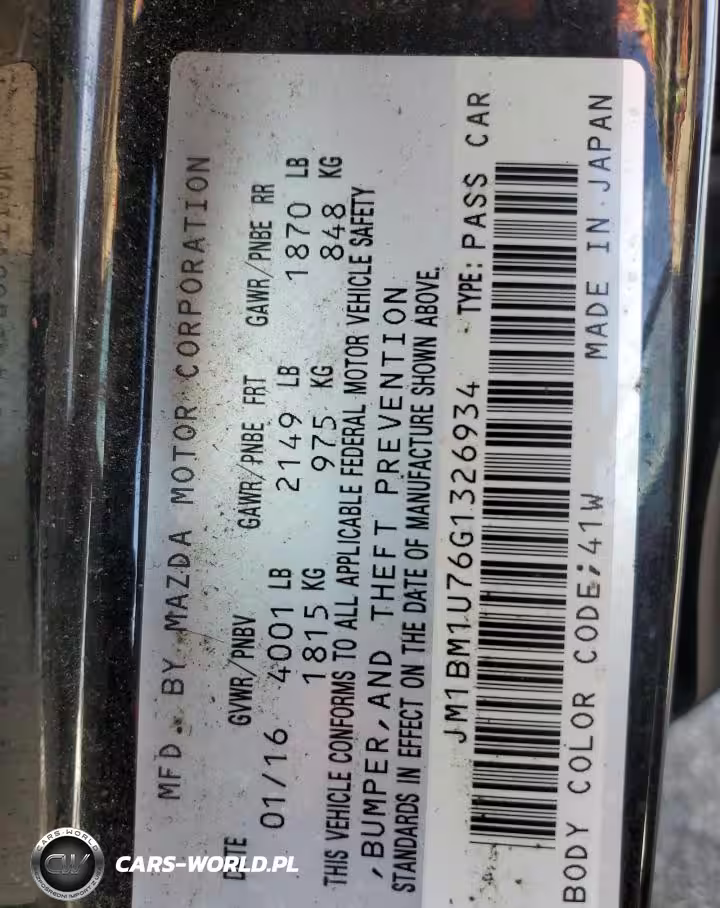 MFD. BY MAZDA MOTOR CORPORATION
DATE GVWR/PNBV GAWR/PNBE FRT GAWR/PNBE RR
01/16 4001 LB 2149 LB 1870 LB
1815 KG 975 KG 848 KG
THIS VEHICLE CONFORMS TO ALL APPLICABLE FEDERAL MOTOR VEHICLE SAFETY
,BUMPER,AND THEFT PREVENTION
STANDARDS IN EFFECT ON THE DATE OF MANUFACTURE SHOWN ABOVE.
JM1BM1U76G1326934 TYPE: PASS CAR
BODY COLOR CODE:41W MADE IN JAPAN
CARS-WORLD
CW
CARS-WORLD.PL